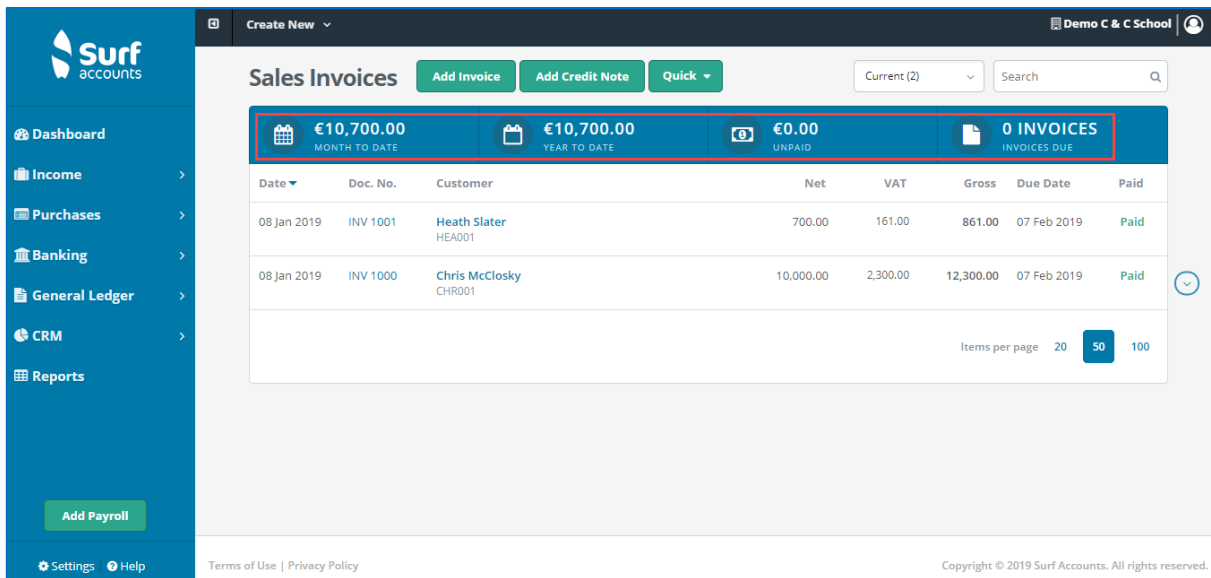 Surf
accounts
Create New
Demo C & C School
Sales Invoices
Add Invoice
Add Credit Note
Quick
Current (2)
Search
Dashboard
Income
Purchases
Banking
General Ledger
CRM
Reports
€10,700.00
MONTH TO DATE
€10,700.00
YEAR TO DATE
€0.00
UNPAID
0 INVOICES
INVOICES DUE
Date Doc. No. Customer Net VAT Gross Due Date Paid
08 Jan 2019 INV 1001 Heath Slater 700.00 161.00 861.00 07 Feb 2019 Paid
HEA001
08 Jan 2019 INV 1000 Chris McClosky 10,000.00 2,300.00 12,300.00 07 Feb 2019 Paid
CHR001
Items per page 20 50 100
Add Payroll
Settings Help
Terms of Use | Privacy Policy
Copyright © 2019 Surf Accounts. All rights reserved.